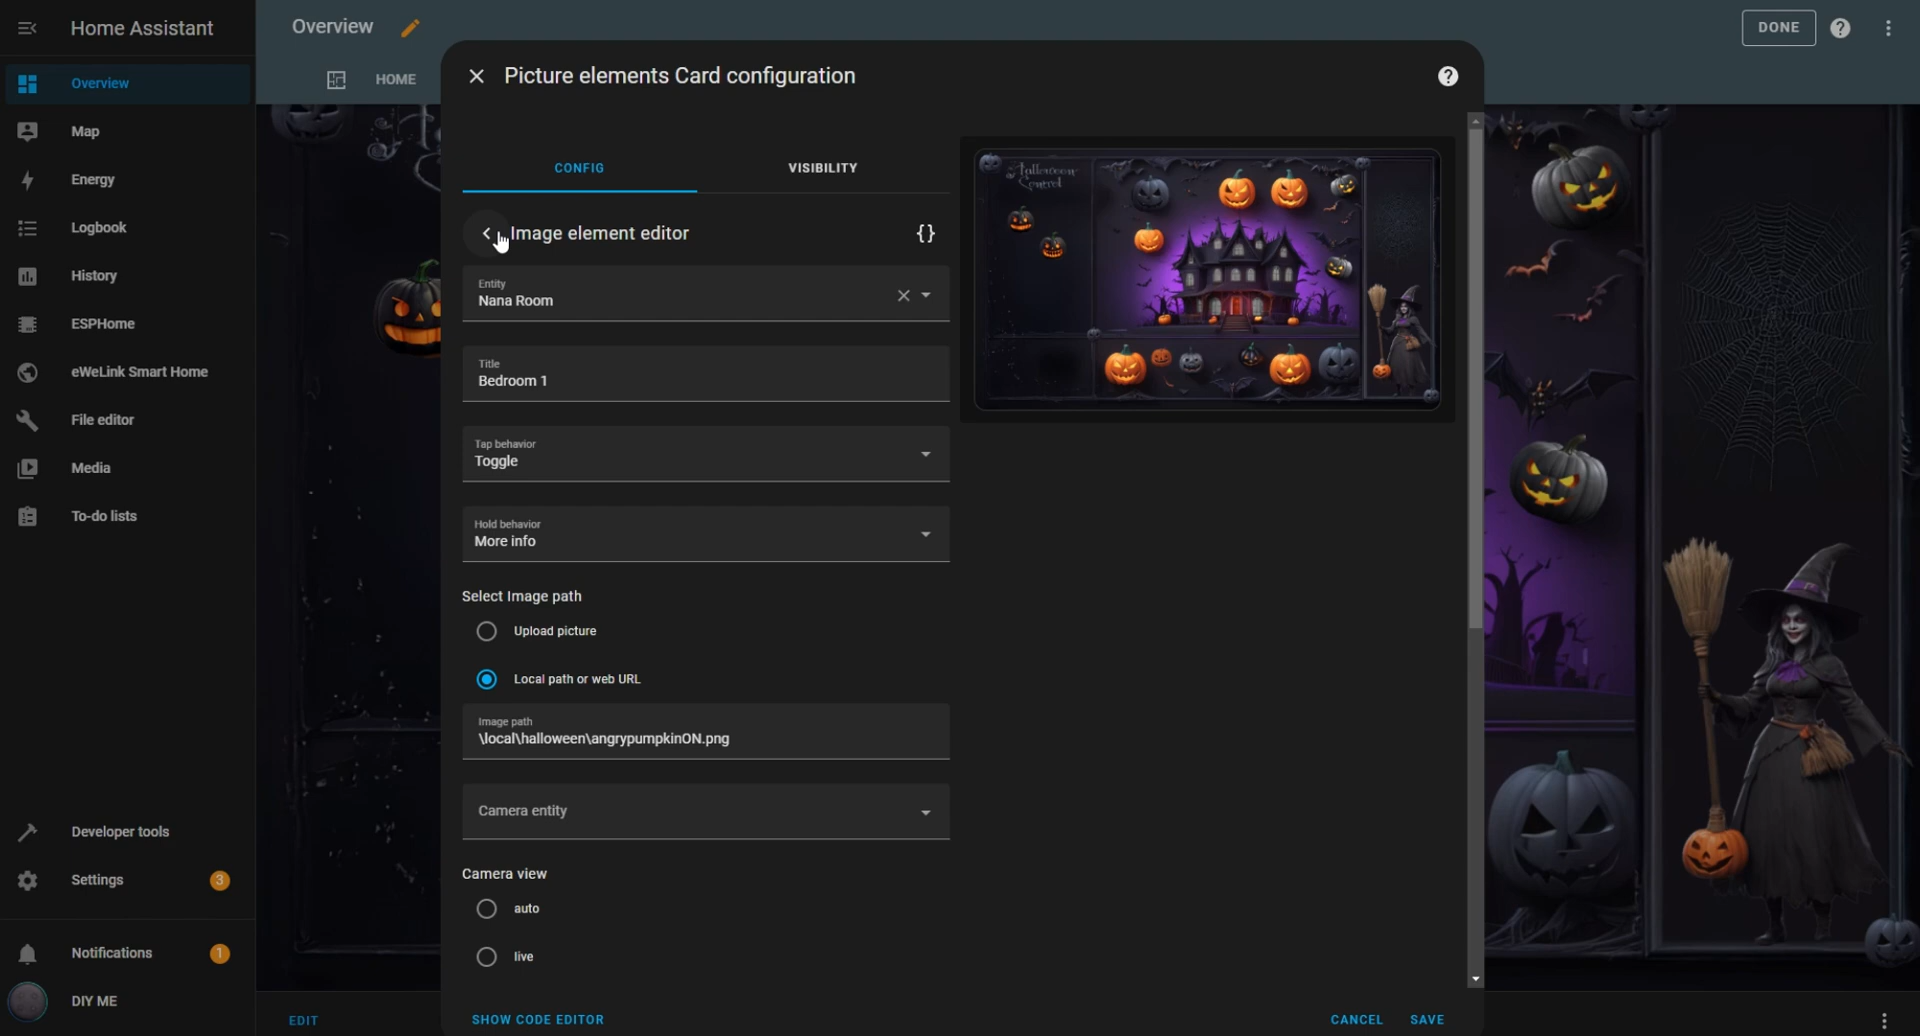 Home Assistant
Overview
Map
Energy
Logbook
History
ESPHome
eWeLink Smart Home
File editor
Media
To-do lists
Developer tools
Settings 3
Notifications 1
DIY ME
Overview
DONE
HOME
Picture elements Card configuration
CONFIG VISIBILITY
Image element editor {}
Entity
Nana Room
Title
Bedroom 1
Tap behavior
Toggle
Hold behavior
More info
Select Image path
Upload picture
Local path or web URL
Image path
\local\halloween\angrypumpkinON.png
Camera entity
Camera view
auto
live
Halloween
Control
EDIT
SHOW CODE EDITOR
CANCEL SAVE